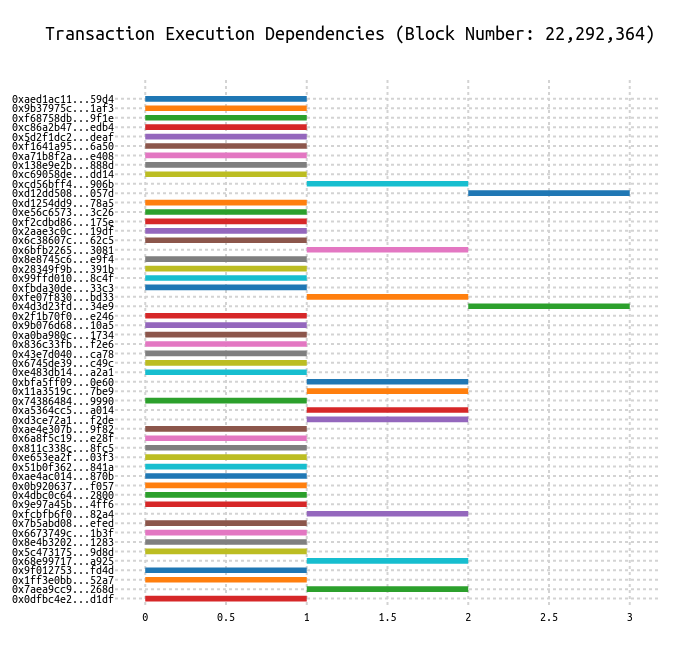 Transaction Execution Dependencies (Block Number: 22,292,364)
0xaed1ac11...59d4
0x9b37975c...1af3
0xf68758db...9f1e
0xc86a2b47...edb4
0x5d2f1dc2...deaf
0xf1641a95...6a50
0xa71b8f2a...e408
0x138e9e2b...888d
0xc69058de...dd14
0xcd56bff4...906b
0xd12dd508...057d
0xd1254dd9...78a5
0xe56c6573...3c26
0xf2cdbd86...175e
0x2aae3c0c...19df
0x6c38607c...62c5
0x6bfb2265...3081
0x8e8745c6...e9f4
0x28349f9b...391b
0x99ffd010...8c4f
0xfbda30de...33c3
0xfe07f830...bd33
0x4d3d23fd...34e9
0x2f1b70f0...e246
0x9b076d68...10a5
0xa0ba980c...1734
0x836c33fb...f2e6
0x43e7d040...ca78
0x6745de39...c49c
0xe483db14...a2a1
0xbfa5ff09...0e60
0x11a3519c...7be9
0x74386484...9990
0xa5364cc5...a014
0xd3ce72a1...f2de
0xae4e307b...9f82
0x6a8f5c19...e28f
0x811c338c...8fc5
0xe653ea2f...03f3
0x51b0f362...841a
0xae4ac014...870b
0x0b920637...f057
0x4dbc0c64...2800
0x9e97a45b...4ff6
0xfcbfb6f0...82a4
0x7b5abd08...efed
0x6673749c...1b3f
0x8e4b3202...1283
0x5c473175...9d8d
0x68e99717...a925
0x9f012753...fd4d
0x1ff3e0bb...52a7
0x7aea9cc9...268d
0x0dfbc4e2...d1df
0 0.5 1 1.5 2 2.5 3